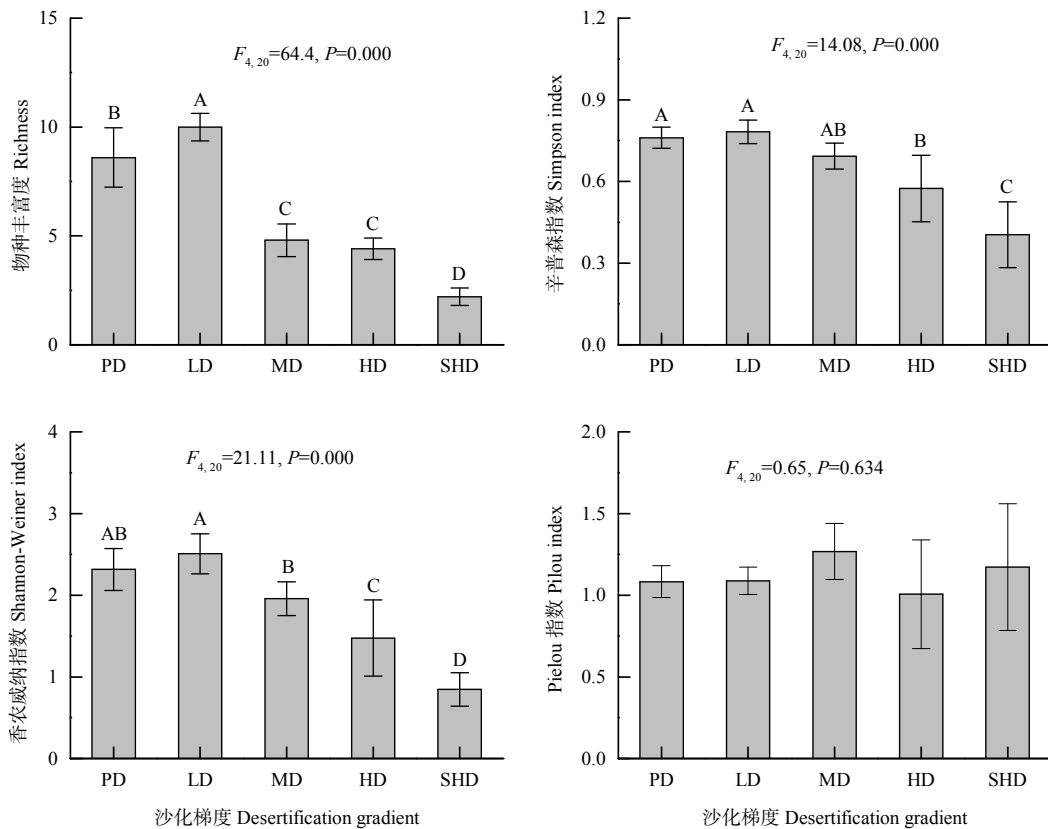 物种丰富度 Richness
15
10
5
0
F4, 20=64.4, P=0.000
B
A
C
C
D
PD LD MD HD SHD
辛普森指数 Simpson index
1.2
0.9
0.6
0.3
0.0
F4, 20=14.08, P=0.000
A
A
AB
B
C
PD LD MD HD SHD
香农威纳指数 Shannon-Weiner index
4
3
2
1
0
F4, 20=21.11, P=0.000
AB
A
B
C
D
PD LD MD HD SHD
沙化梯度 Desertification gradient
Pielou 指数 Pilou index
2.0
1.5
1.0
0.5
0.0
F4, 20=0.65, P=0.634
PD LD MD HD SHD
沙化梯度 Desertification gradient